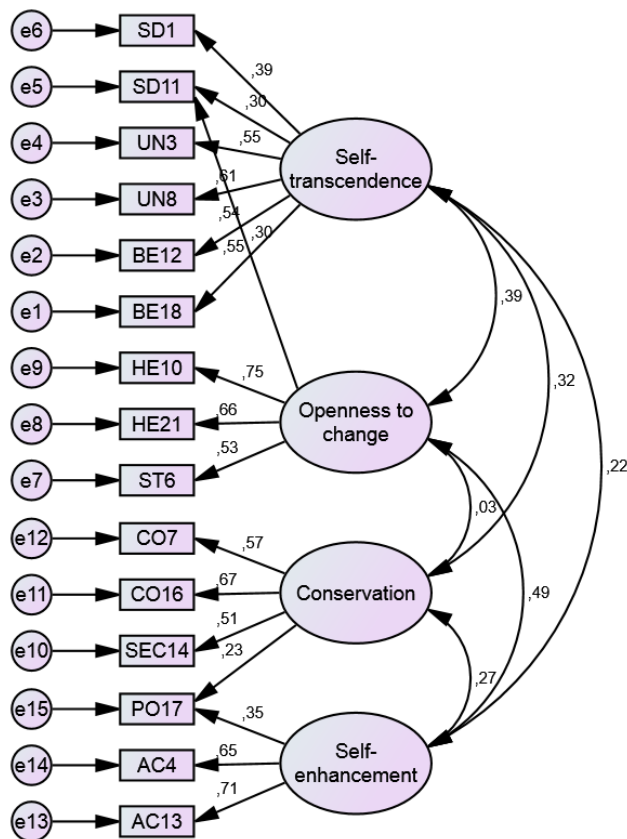 e6
SD1
,39
e5
SD11
,30
e4
UN3
,55
Self-
transcendence
e3
UN8
,61
,54
e2
BE12
,55
,30
e1
BE18
,39
e9
HE10
,75
,32
e8
HE21
,66
Openness to
change
e7
ST6
,53
,22
,03
e12
CO7
,57
e11
CO16
,67
Conservation
,49
e10
SEC14
,51
,23
,27
e15
PO17
,35
e14
AC4
,65
Self-
enhancement
e13
AC13
,71